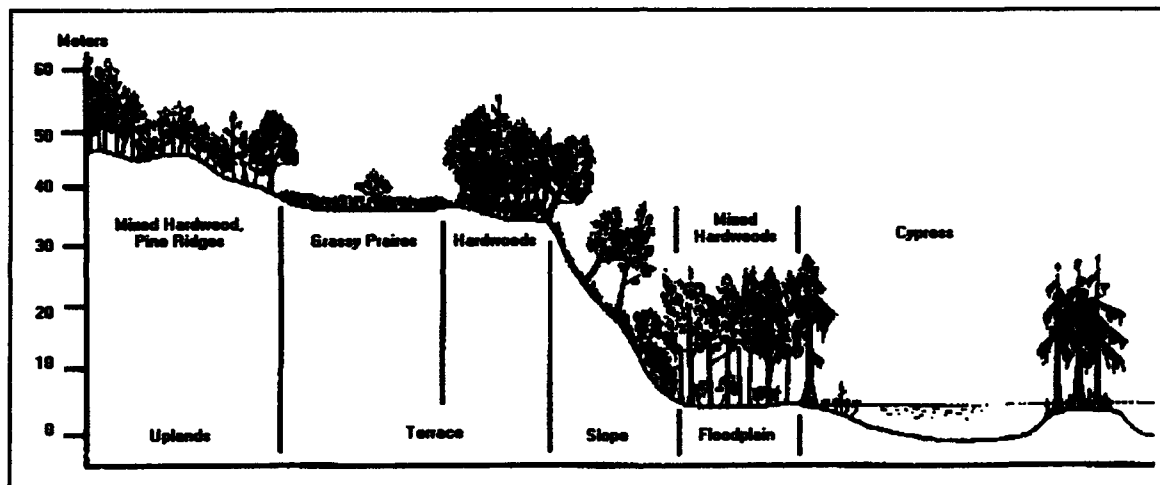 Meters
60
50
40
30
20
10
0
Mixed Hardwood,
Pine Ridges
Grassy Praires
Hardwoods
Mixed
Hardwoods
Cypress
Uplands
Terrace
Slope
Floodplain